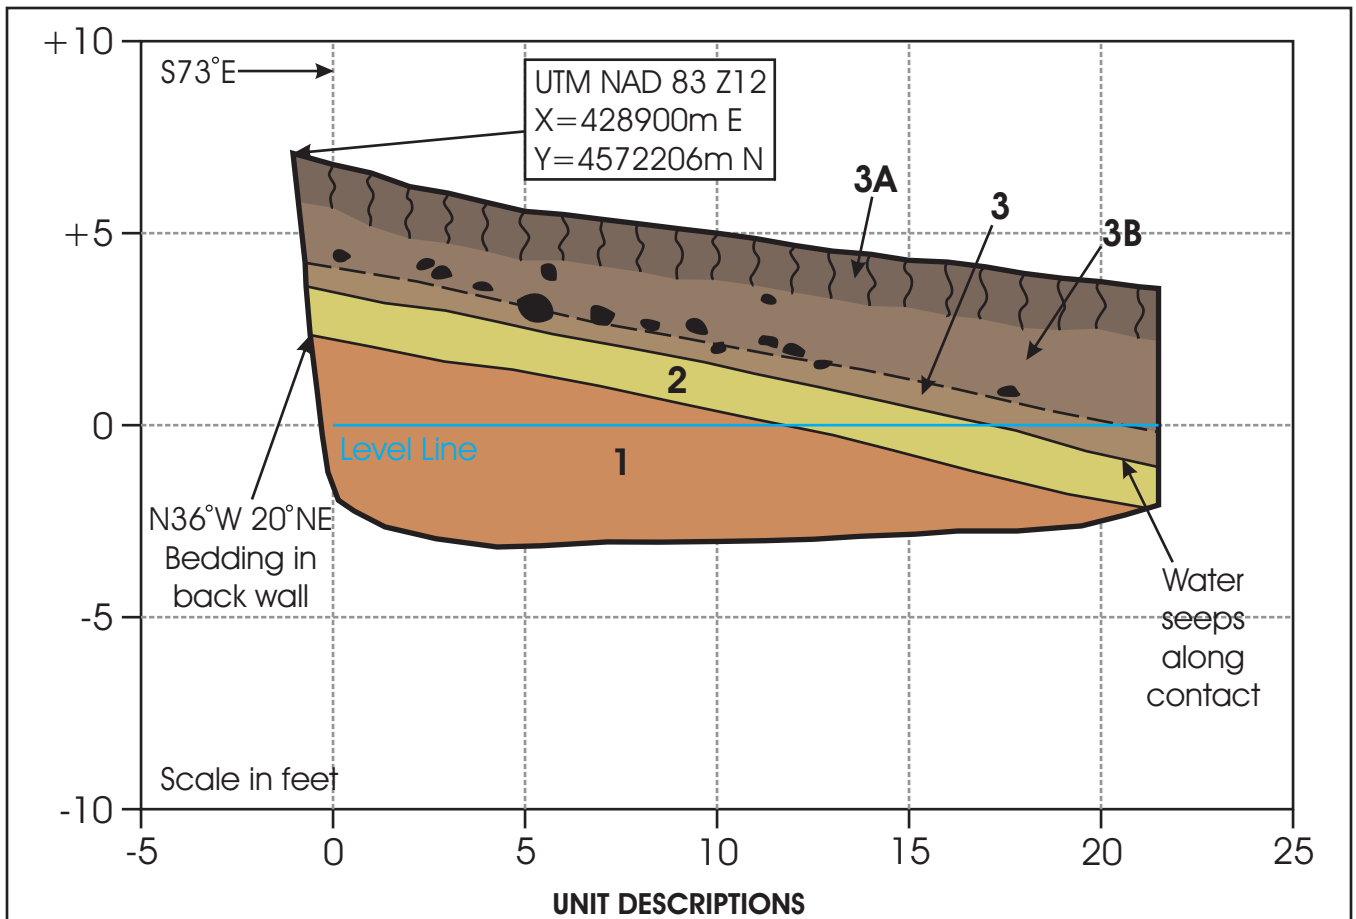 +10
S73°E
UTM NAD 83 Z12
X=428900m E
Y=4572206m N
3A
3
3B
+5
2
0
Level Line
1
N36°W 20°NE
Bedding in
back wall
Water
seeps
along
contact
-5
Scale in feet
-10
-5 0 5 10 15 20 25
UNIT DESCRIPTIONS